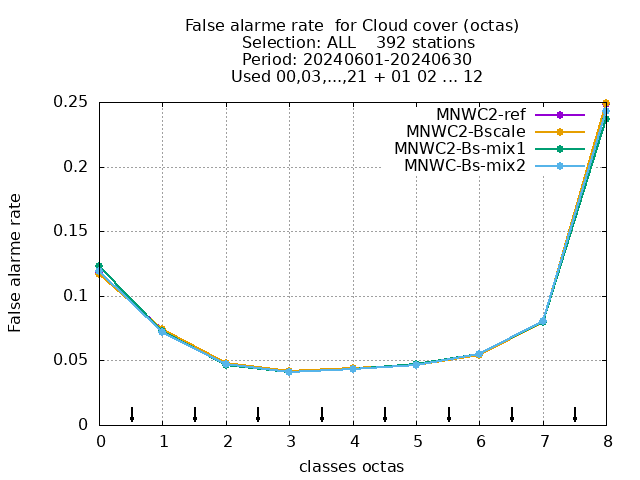 False alarme rate  for Cloud cover (octas)
Selection: ALL    392 stations
Period: 20240601-20240630
Used 00,03,...,21 + 01 02 ... 12
MNWC2-ref
MNWC2-Bscale
MNWC2-Bs-mix1
MNWC-Bs-mix2
False alarme rate
0.25
0.2
0.15
0.1
0.05
0
0 1 2 3 4 5 6 7 8
classes octas